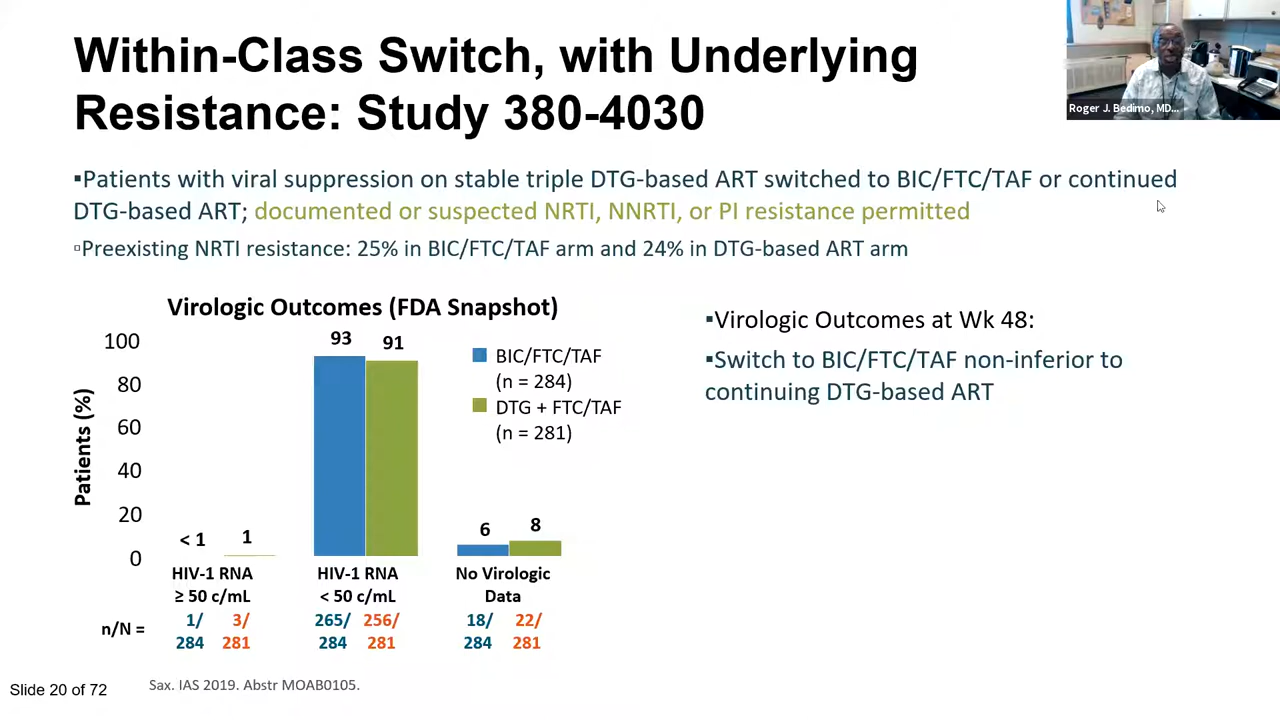 Within-Class Switch, with Underlying
Resistance: Study 380-4030
Roger J. Bedimo, MD...
▪Patients with viral suppression on stable triple DTG-based ART switched to BIC/FTC/TAF or continued
DTG-based ART; documented or suspected NRTI, NNRTI, or PI resistance permitted
▫Preexisting NRTI resistance: 25% in BIC/FTC/TAF arm and 24% in DTG-based ART arm
Virologic Outcomes (FDA Snapshot)
Patients (%)
100
80
60
40
20
0
< 1
1
93
91
6
8
BIC/FTC/TAF
(n = 284)
DTG + FTC/TAF
(n = 281)
HIV-1 RNA
≥ 50 c/mL
HIV-1 RNA
< 50 c/mL
No Virologic
Data
n/N =
1/ 3/ 265/ 256/ 18/ 22/
284 281 284 281 284 281
▪Virologic Outcomes at Wk 48:
▪Switch to BIC/FTC/TAF non-inferior to
continuing DTG-based ART
Slide 20 of 72
Sax. IAS 2019. Abstr MOAB0105.